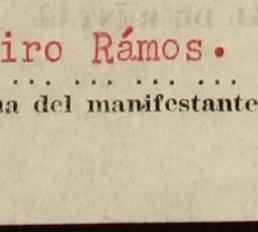 iro Rámos.
... ... ... ...
na del manifestante